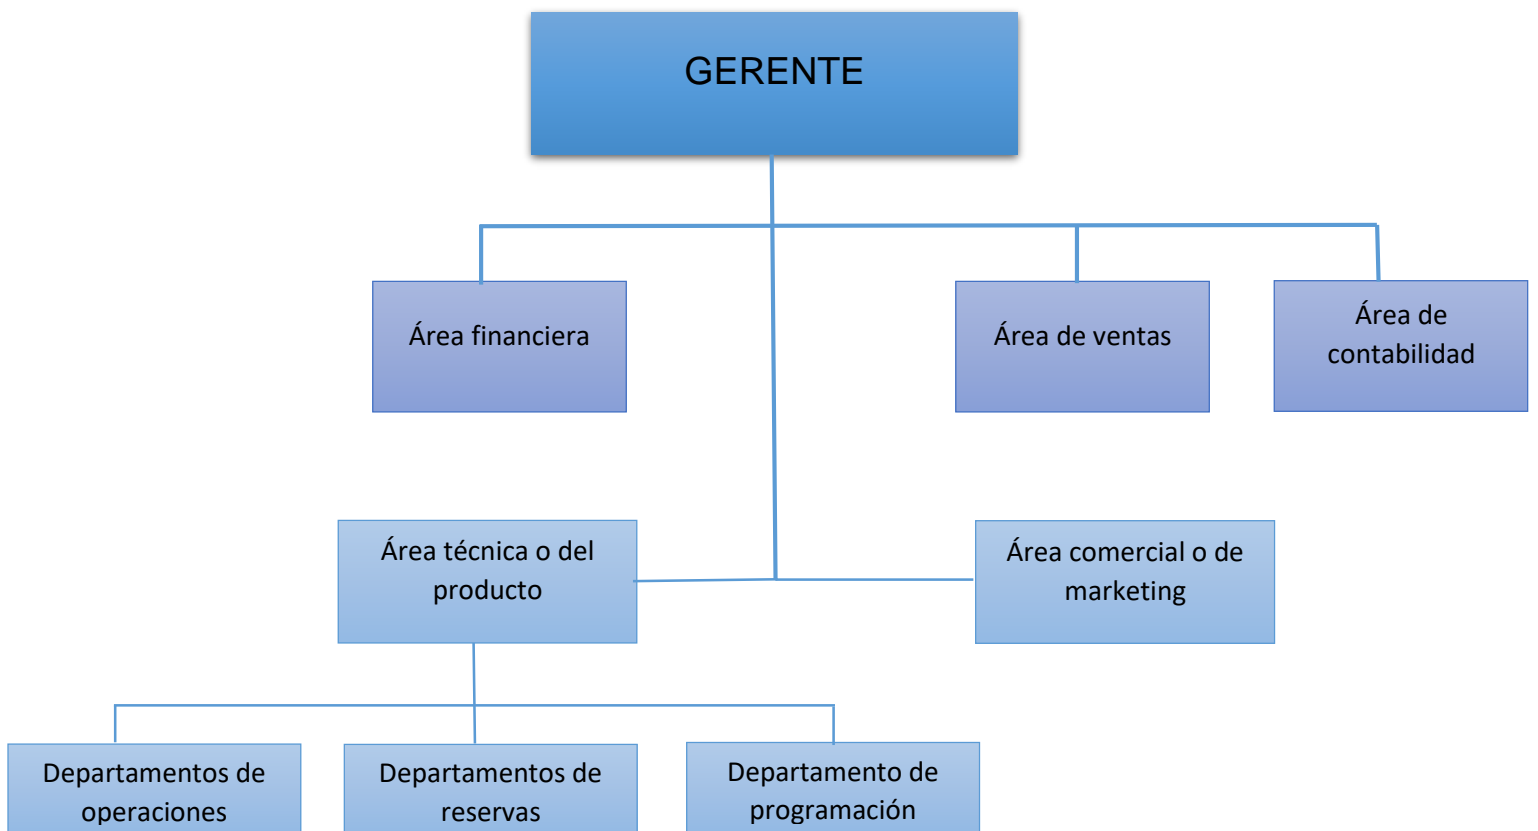 GERENTE
Área financiera
Área de ventas
Área de
contabilidad
Área técnica o del
producto
Área comercial o de
marketing
Departamentos de
operaciones
Departamentos de
reservas
Departamento de
programación